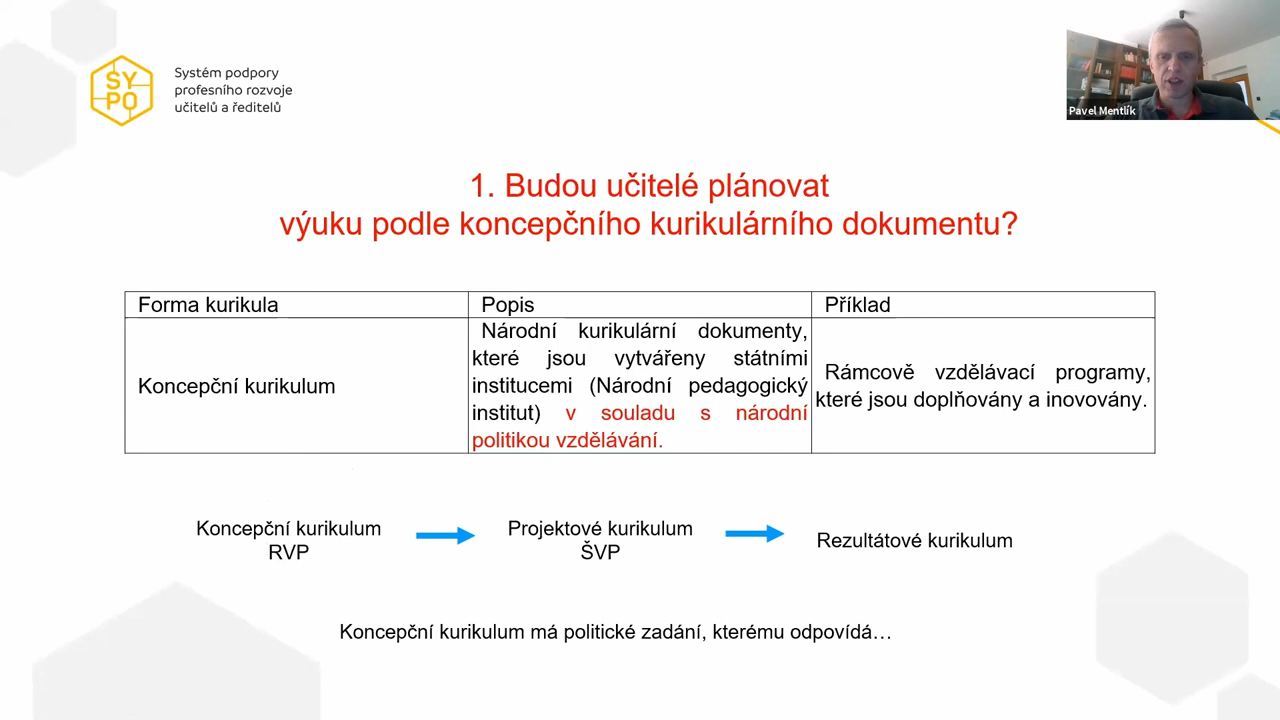 SYPO
Systém podpory
profesního rozvoje
učitelů a ředitelů
Pavel Mentlík
1. Budou učitelé plánovat
výuku podle koncepčního kurikulárního dokumentu?
Forma kurikula
Popis
Příklad
Koncepční kurikulum
Národní kurikulární dokumenty,
které jsou vytvářeny státními
institucemi (Národní pedagogický
institut) v souladu s národní
politikou vzdělávání.
Rámcově vzdělávací programy,
které jsou doplňovány a inovovány.
Koncepční kurikulum
RVP
Projektové kurikulum
ŠVP
Rezultátové kurikulum
Koncepční kurikulum má politické zadání, kterému odpovídá…